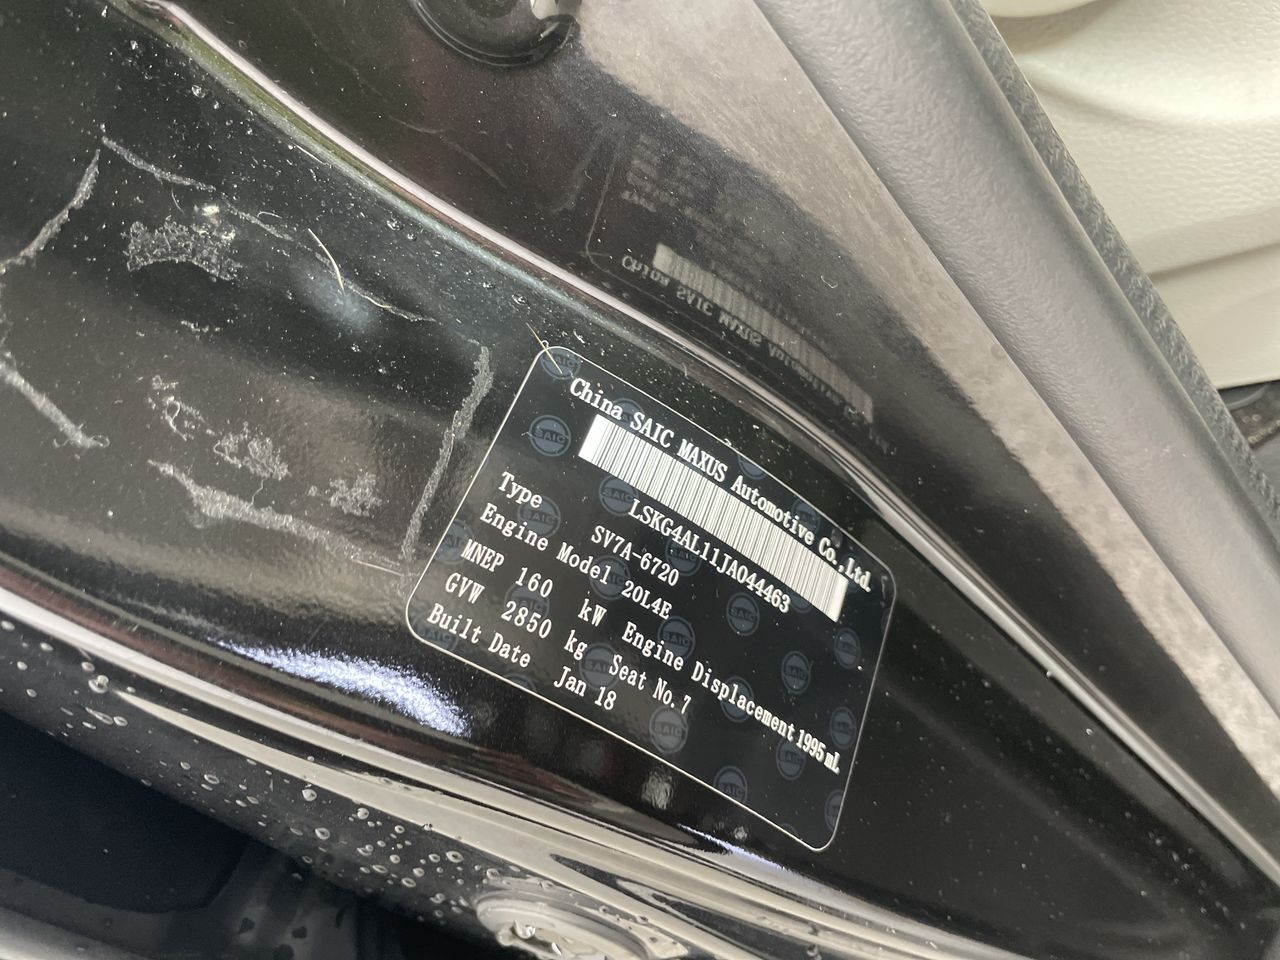 China SAIC MAXUS Automotive Co.,Ltd.
LSKG4AL11JA044463
Type SV7A-6720
Engine Model 20L4E
MNEP 160 kW Engine Displacement 1995 mL
GVW 2850 kg Seat No. 7
Built Date Jan 18